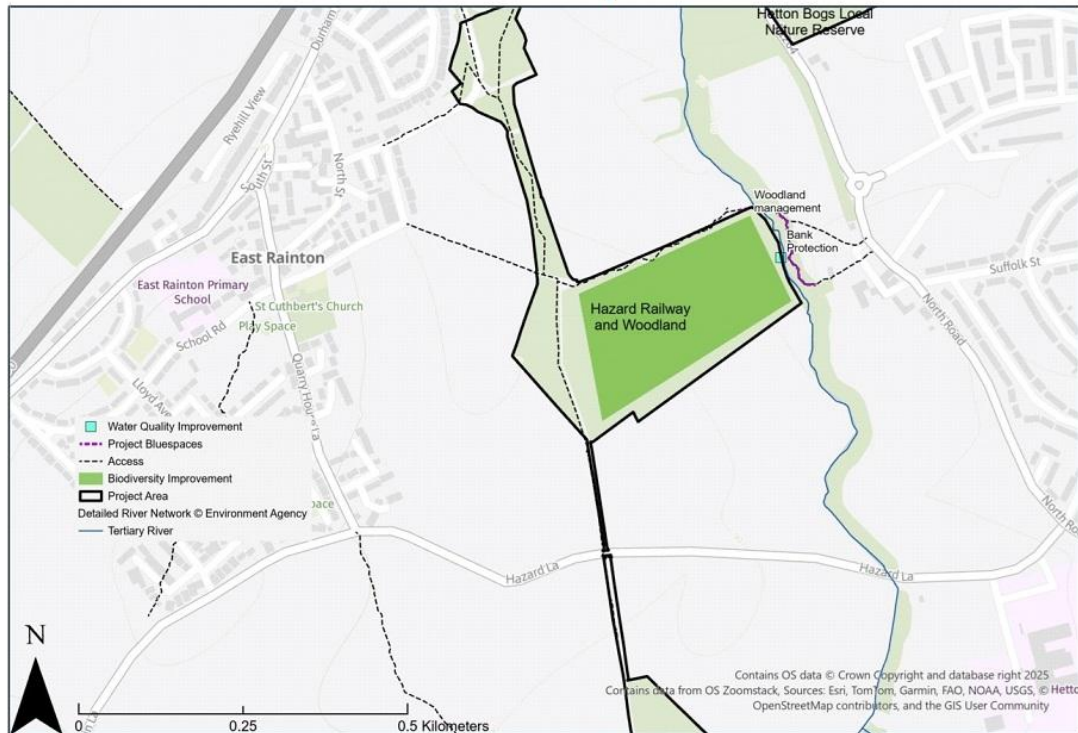 Hetton Bogs Local
Nature Reserve
Durham
Ryehill View
South St
North St
Woodland
management
Bank
Protection
East Rainton
East Rainton Primary
School
St Cuthbert's Church
Play Space
School Rd
Hazard Railway
and Woodland
Suffolk St
North Road
Lloyd Ave
Quarry House La
Water Quality Improvement
Project Bluespaces
Access
Biodiversity Improvement
Project Area
Detailed River Network © Environment Agency
Tertiary River
Hazard La
Hazard La
North Ro
N
0
0.25
0.5 Kilometers
Contains OS data © Crown Copyright and database right 2025
Contains data from OS Zoomstack, Sources: Esri, TomTom, Garmin, FAO, NOAA, USGS, ©
OpenStreetMap contributors, and the GIS User Community
Hetto